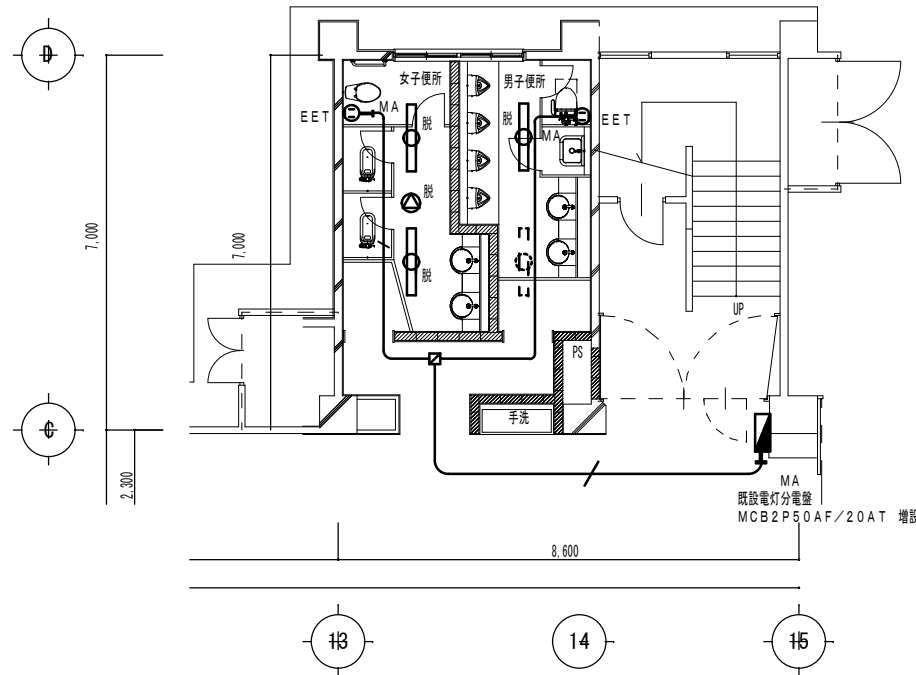 D
女子便所
男子便所
EET
MA
脱
脱
MA
EET
脱
脱
7,000
7,000
UP
PS
手洗
C
2,300
MA
既設電灯分電盤
MCB2P50AF/20AT 増設
8,600
13
14
15